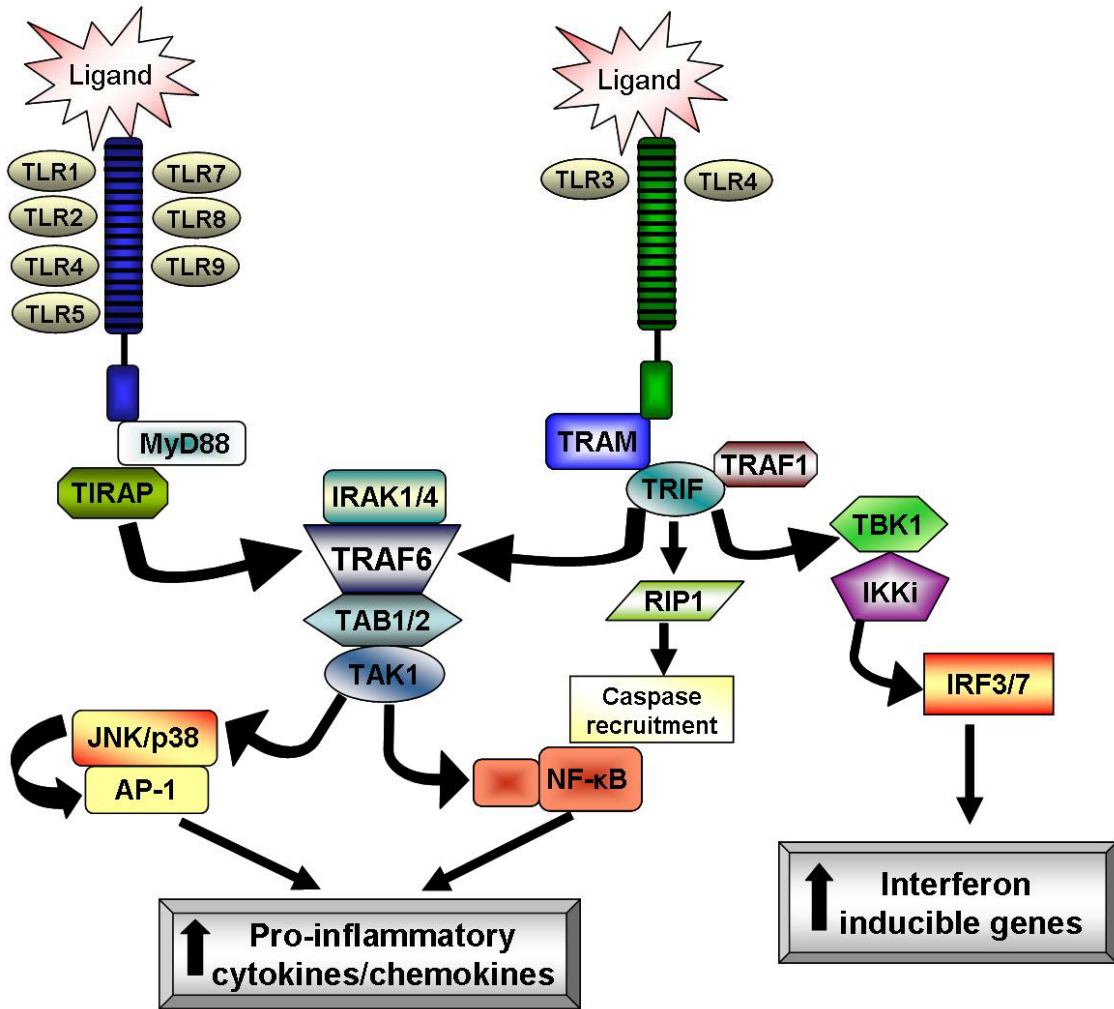 Ligand
Ligand
TLR1
TLR7
TLR3
TLR4
TLR2
TLR8
TLR4
TLR9
TLR5
MyD88
TRAM
TRAF1
TIRAP
IRAK1/4
TRIF
TBK1
TRAF6
IKKi
RIP1
TAB1/2
TAK1
IRF3/7
Caspase
recruitment
JNK/p38
NF-κB
AP-1
Interferon
inducible genes
Pro-inflammatory
cytokines/chemokines